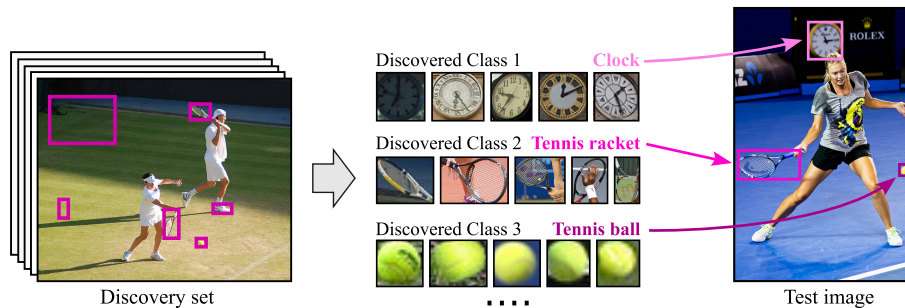 Discovered Class 1 Clock
Discovered Class 2 Tennis racket
Discovered Class 3 Tennis ball
....
Discovery set
Test image
ROLEX